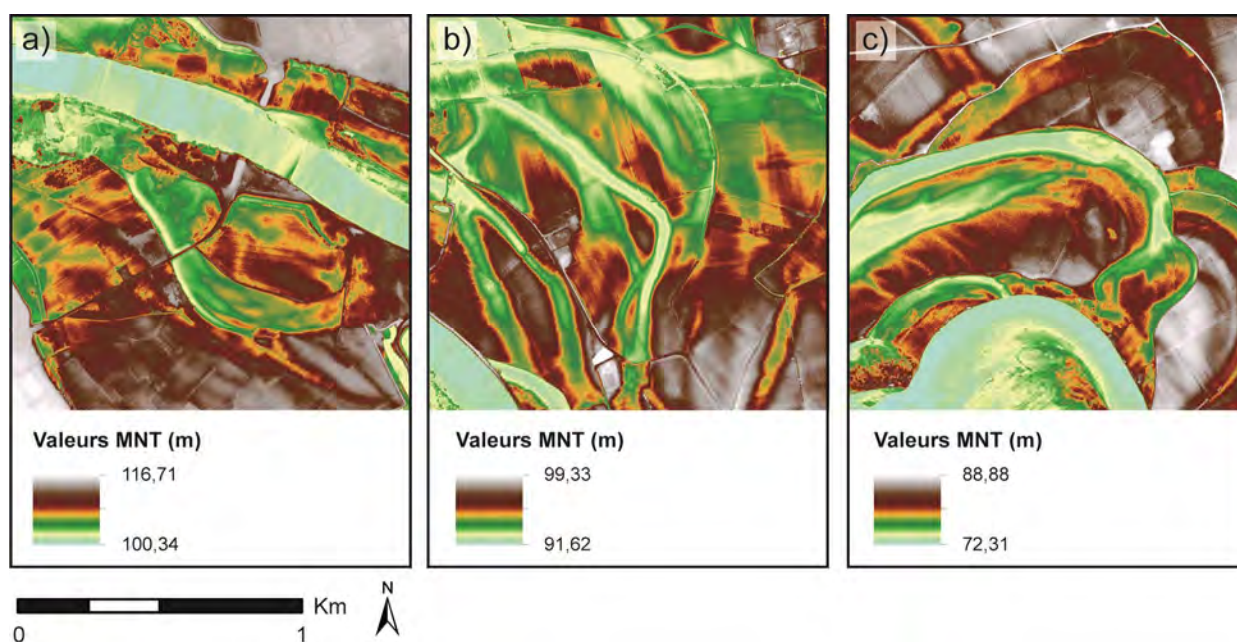 a)
b)
c)
Valeurs MNT (m)
116,71
100,34
Valeurs MNT (m)
99,33
91,62
Valeurs MNT (m)
88,88
72,31
Km
0 1
N